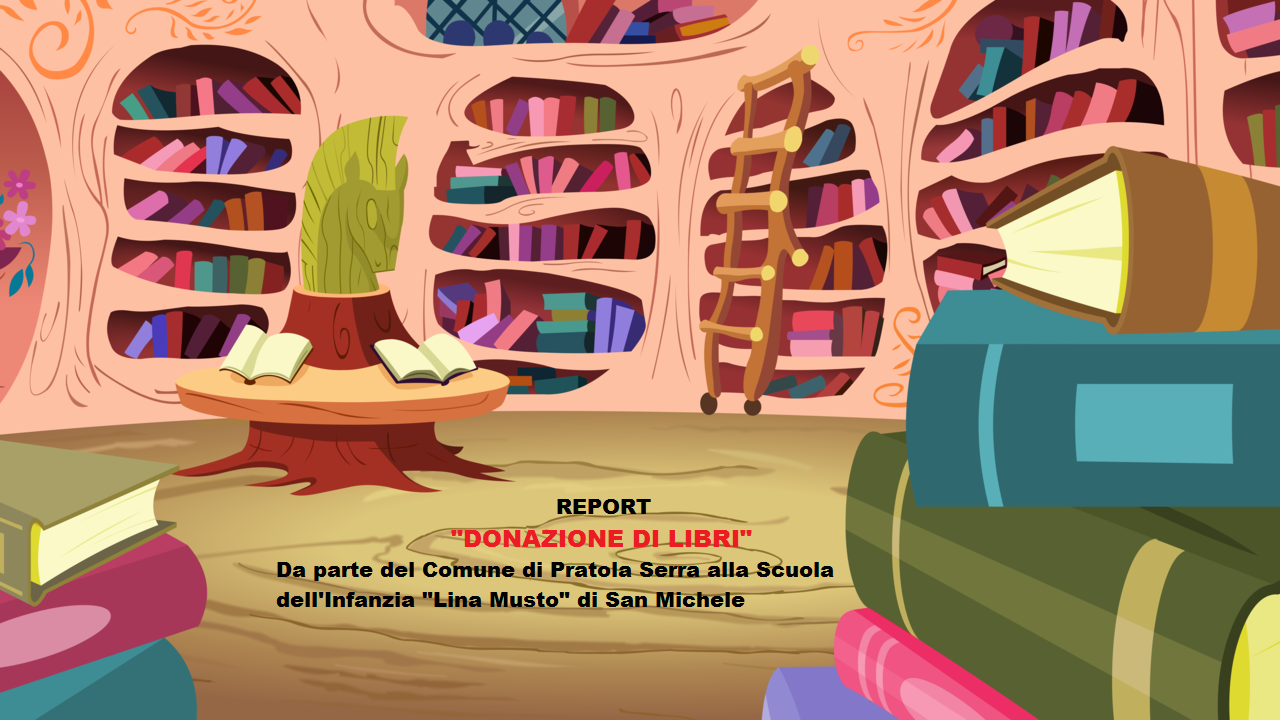 REPORT
"DONAZIONE DI LIBRI"
Da parte del Comune di Pratola Serra alla Scuola
dell'Infanzia "Lina Musto" di San Michele